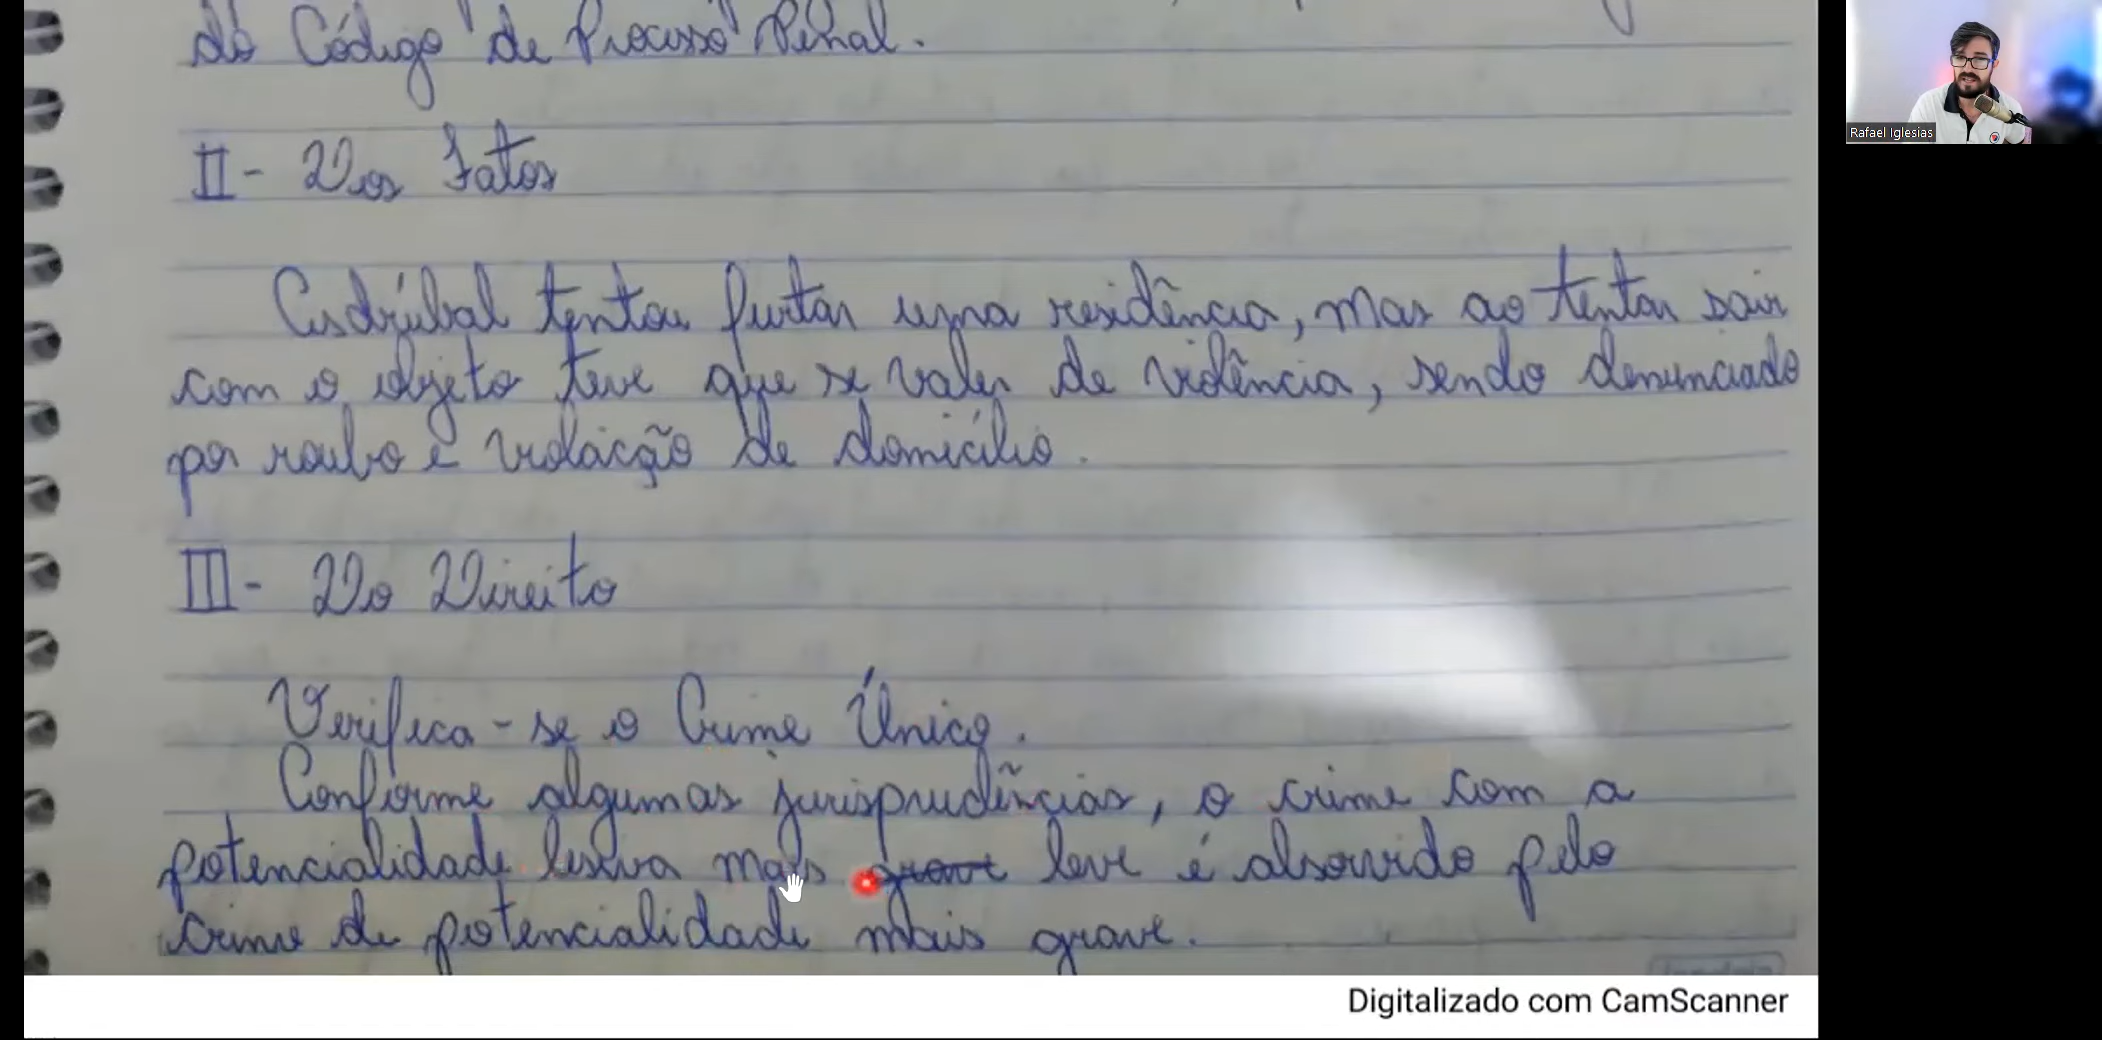 do Código de Processo Penal.
II - Dos Fatos
Asdrúbal tentou furtar uma residência, mas ao tentar sair
com o objeto teve que se valer de violência, sendo denunciado
por roubo e violação de domicílio.
III - Do Direito
Verifica-se o Crime Único.
Conforme algumas jurisprudências, o crime com a
potencialidade lesiva mais grave leve é absorvido pelo
crime de potencialidade mais grave.
Digitalizado com CamScanner
Rafael Iglesias